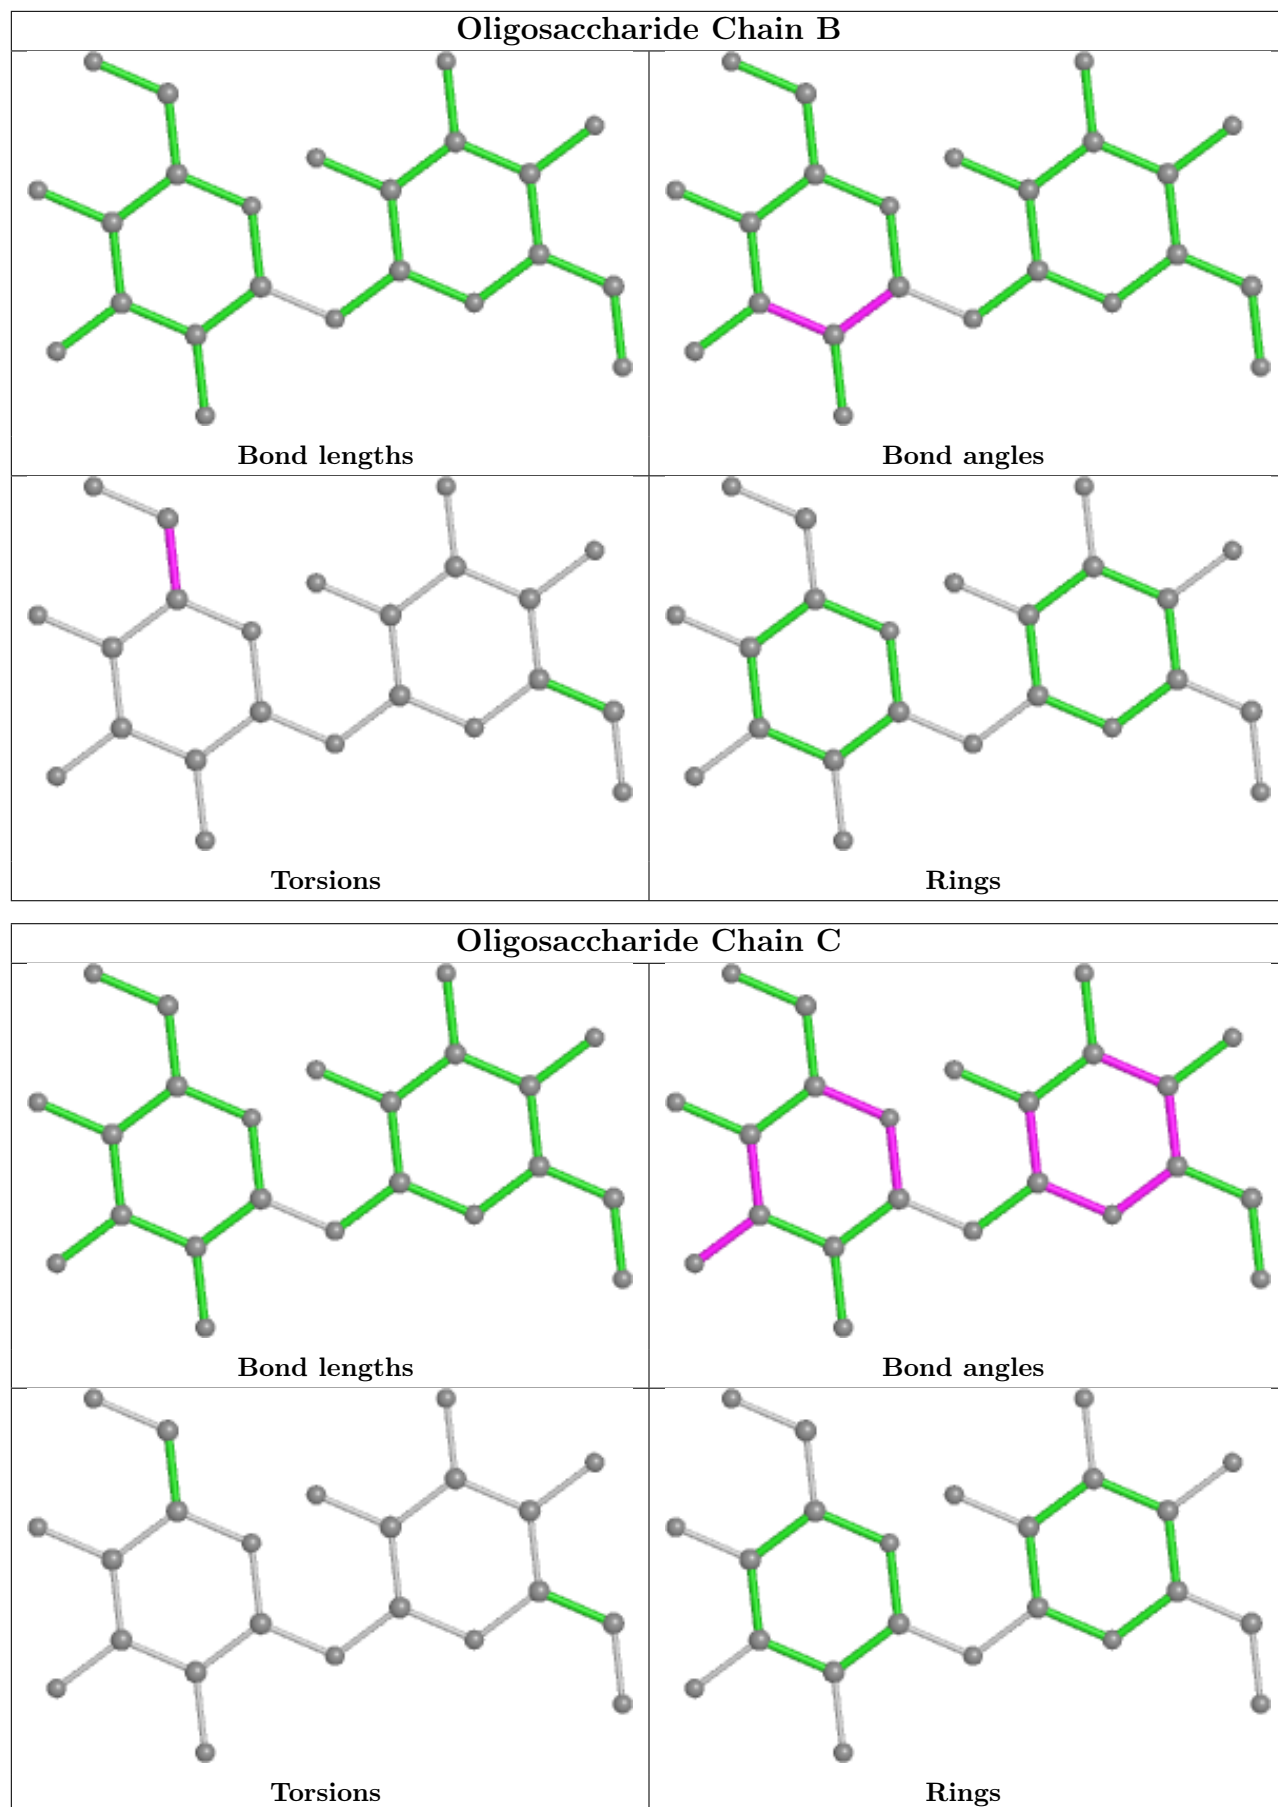 Oligosaccharide Chain B
Bond lengths
Bond angles
Torsions
Rings
Oligosaccharide Chain C
Bond lengths
Bond angles
Torsions
Rings